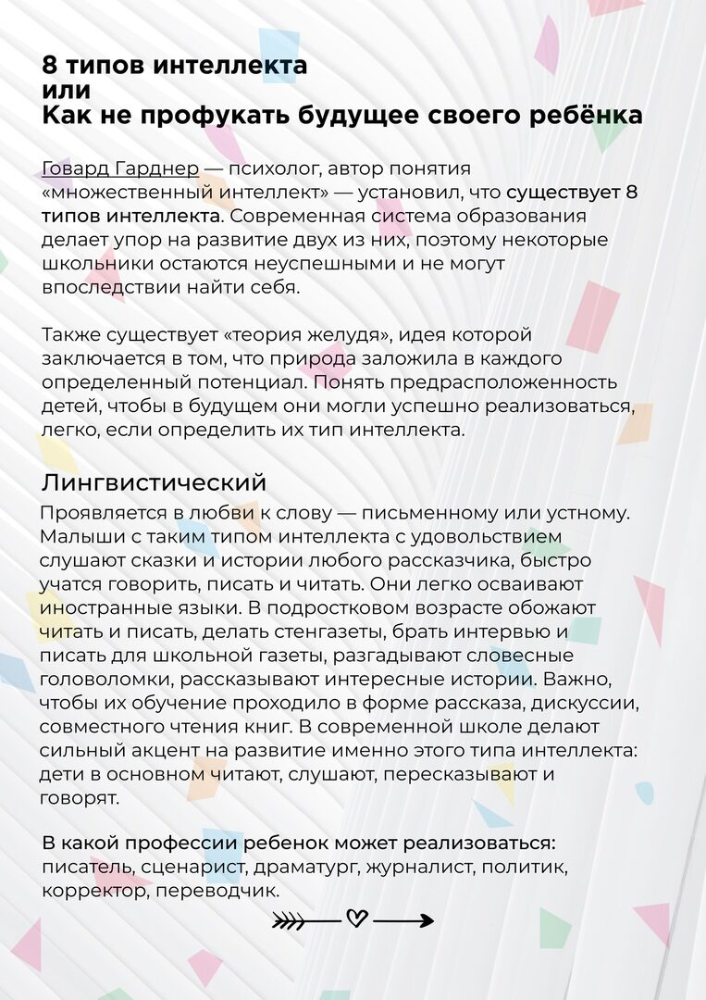 8 типов интеллекта
или
Как не профукать будущее своего ребёнка
Говард Гарднер — психолог, автор понятия
«множественный интеллект» — установил, что существует 8
типов интеллекта. Современная система образования
делает упор на развитие двух из них, поэтому некоторые
школьники остаются неуспешными и не могут
впоследствии найти себя.
Также существует «теория желудя», идея которой
заключается в том, что природа заложила в каждого
определенный потенциал. Понять предрасположенность
детей, чтобы в будущем они могли успешно реализоваться,
легко, если определить их тип интеллекта.
Лингвистический
Проявляется в любви к слову — письменному или устному.
Малыши с таким типом интеллекта с удовольствием
слушают сказки и истории любого рассказчика, быстро
учатся говорить, писать и читать. Они легко осваивают
иностранные языки. В подростковом возрасте обожают
читать и писать, делать стенгазеты, брать интервью и
писать для школьной газеты, разгадывают словесные
головоломки, рассказывают интересные истории. Важно,
чтобы их обучение проходило в форме рассказа, дискуссии,
совместного чтения книг. В современной школе делают
сильный акцент на развитие именно этого типа интеллекта:
дети в основном читают, слушают, пересказывают и
говорят.
В какой профессии ребенок может реализоваться:
писатель, сценарист, драматург, журналист, политик,
корректор, переводчик.